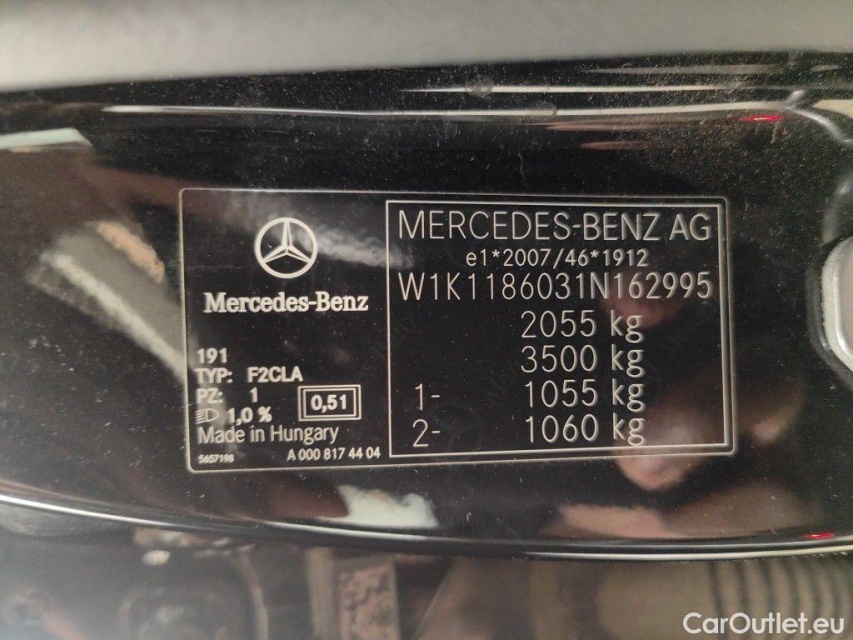 Mercedes-Benz
191
TYP: F2CLA
PZ: 1
1,0 %
0,51
Made in Hungary
5657198
A 000 817 44 04
MERCEDES-BENZ AG
e1*2007/46*1912
W1K1186031N162995
2055 kg
3500 kg
1- 1055 kg
2- 1060 kg
CarOutlet.eu